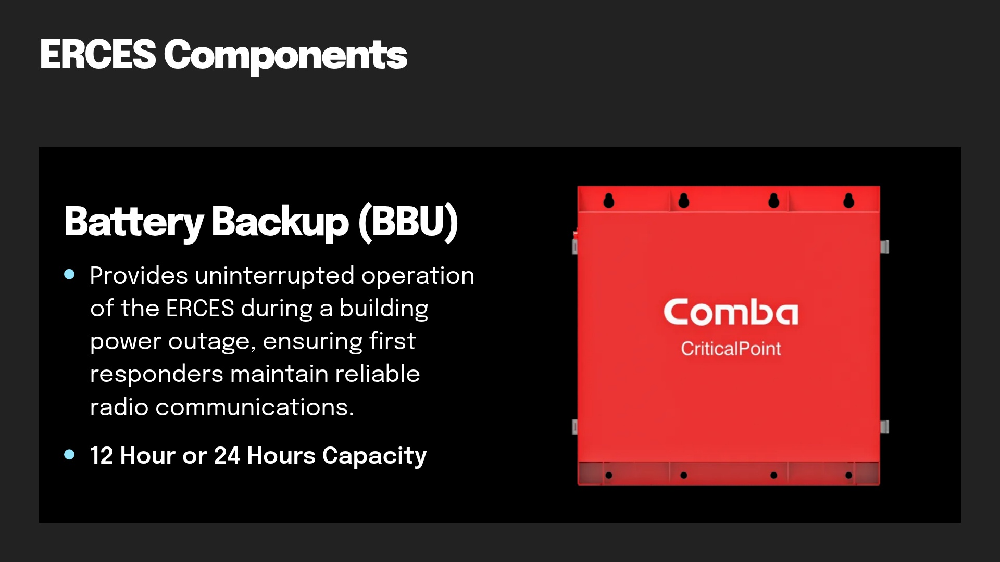 ERCES Components
Battery Backup (BBU)
Provides uninterrupted operation
of the ERCES during a building
power outage, ensuring first
responders maintain reliable
radio communications.
12 Hour or 24 Hours Capacity
Comba
CriticalPoint